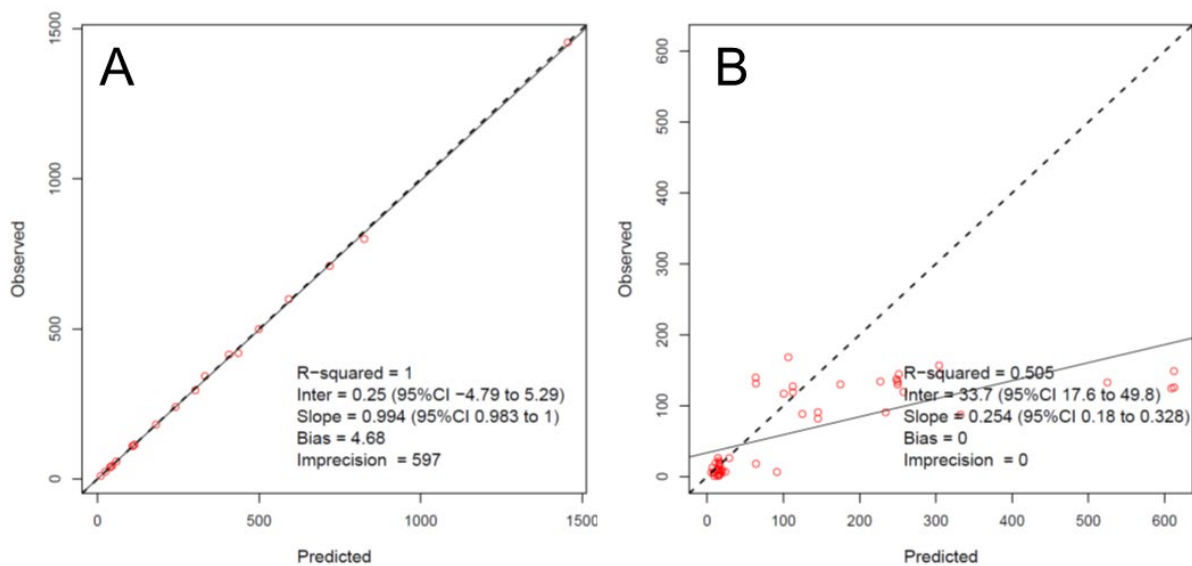 A
1500
1000
500
0
Observed
R−squared = 1
Inter = 0.25 (95%CI −4.79 to 5.29)
Slope = 0.994 (95%CI 0.983 to 1)
Bias = 4.68
Imprecision = 597
0 500 1000 1500
Predicted
B
600
500
400
300
200
100
0
Observed
R−squared = 0.505
Inter = 33.7 (95%CI 17.6 to 49.8)
Slope = 0.254 (95%CI 0.18 to 0.328)
Bias = 0
Imprecision = 0
0 100 200 300 400 500 600
Predicted